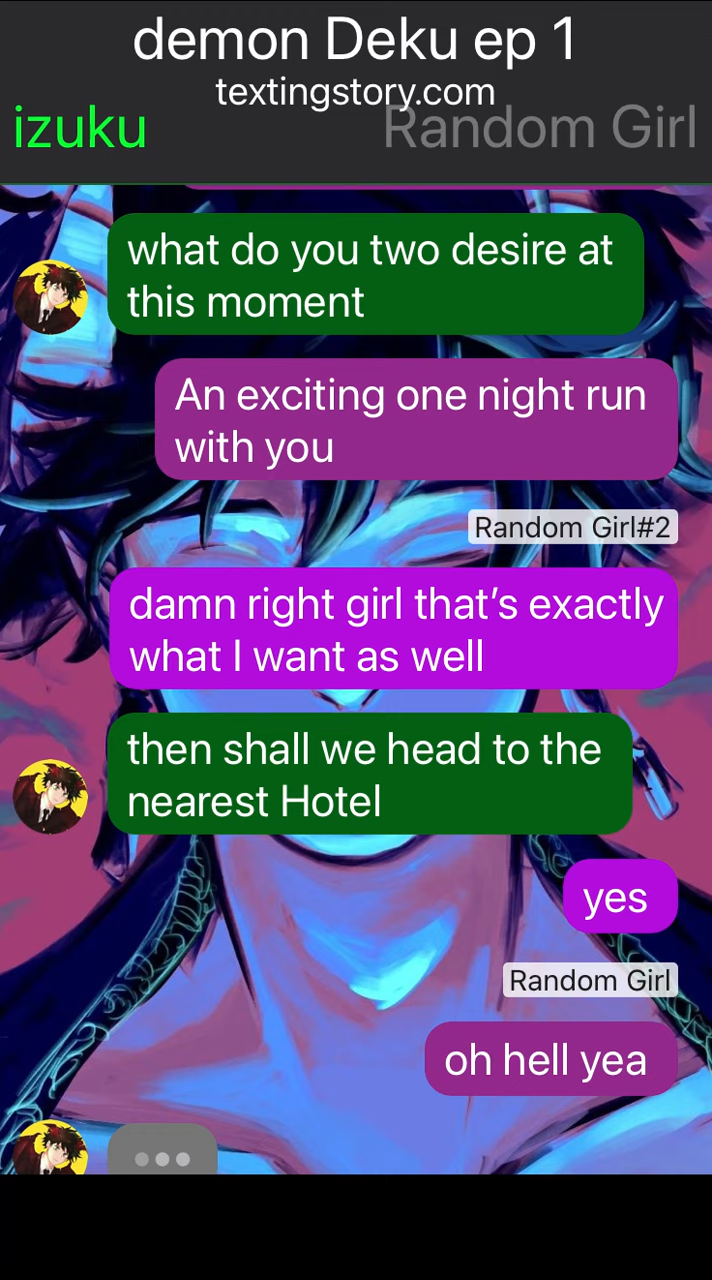 demon Deku ep 1
textingstory.com
izuku
Random Girl
what do you two desire at
this moment
An exciting one night run
with you
Random Girl#2
damn right girl that’s exactly
what I want as well
then shall we head to the
nearest Hotel
yes
Random Girl
oh hell yea